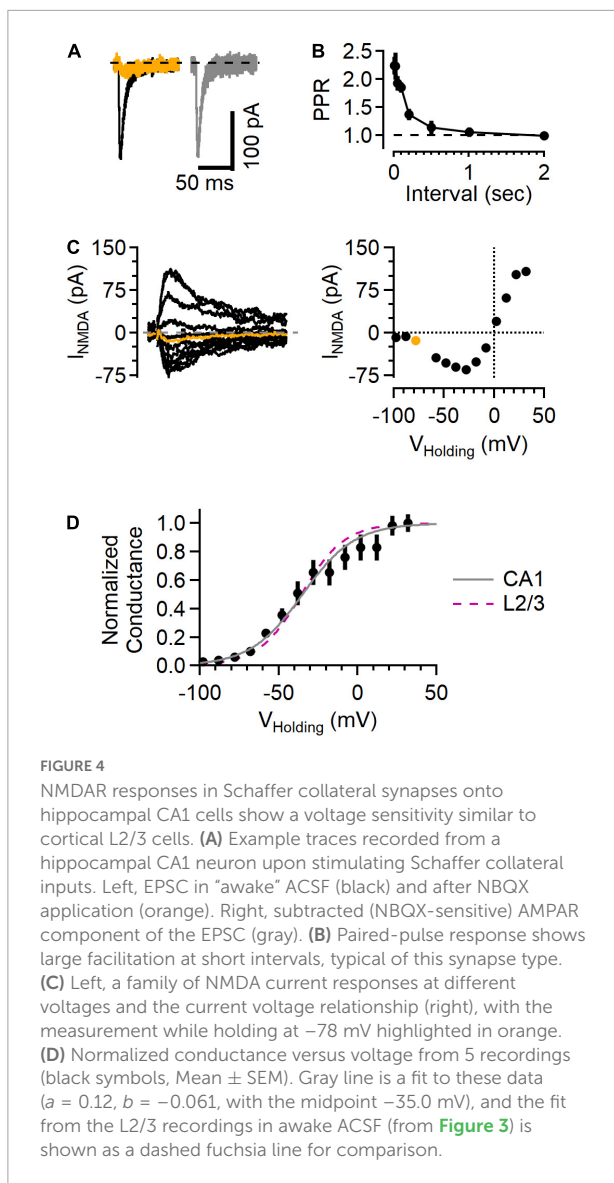 A
100 pA
50 ms
B
PPR
2.5
2.0
1.5
1.0
0 1 2
Interval (sec)
C
I_NMDA (pA)
150
75
0
-75
I_NMDA (pA)
150
75
0
-75
-100 -50 0 50
V_Holding (mV)
D
Normalized
Conductance
1.0
0.8
0.6
0.4
0.2
0.0
-100 -50 0 50
V_Holding (mV)
CA1
L2/3
FIGURE 4
NMDAR responses in Schaffer collateral synapses onto
hippocampal CA1 cells show a voltage sensitivity similar to
cortical L2/3 cells. (A) Example traces recorded from a
hippocampal CA1 neuron upon stimulating Schaffer collateral
inputs. Left, EPSC in “awake” ACSF (black) and after NBQX
application (orange). Right, subtracted (NBQX-sensitive) AMPAR
component of the EPSC (gray). (B) Paired-pulse response shows
large facilitation at short intervals, typical of this synapse type.
(C) Left, a family of NMDA current responses at different
voltages and the current voltage relationship (right), with the
measurement while holding at −78 mV highlighted in orange.
(D) Normalized conductance versus voltage from 5 recordings
(black symbols, Mean ± SEM). Gray line is a fit to these data
(a = 0.12, b = −0.061, with the midpoint −35.0 mV), and the fit
from the L2/3 recordings in awake ACSF (from Figure 3) is
shown as a dashed fuchsia line for comparison.